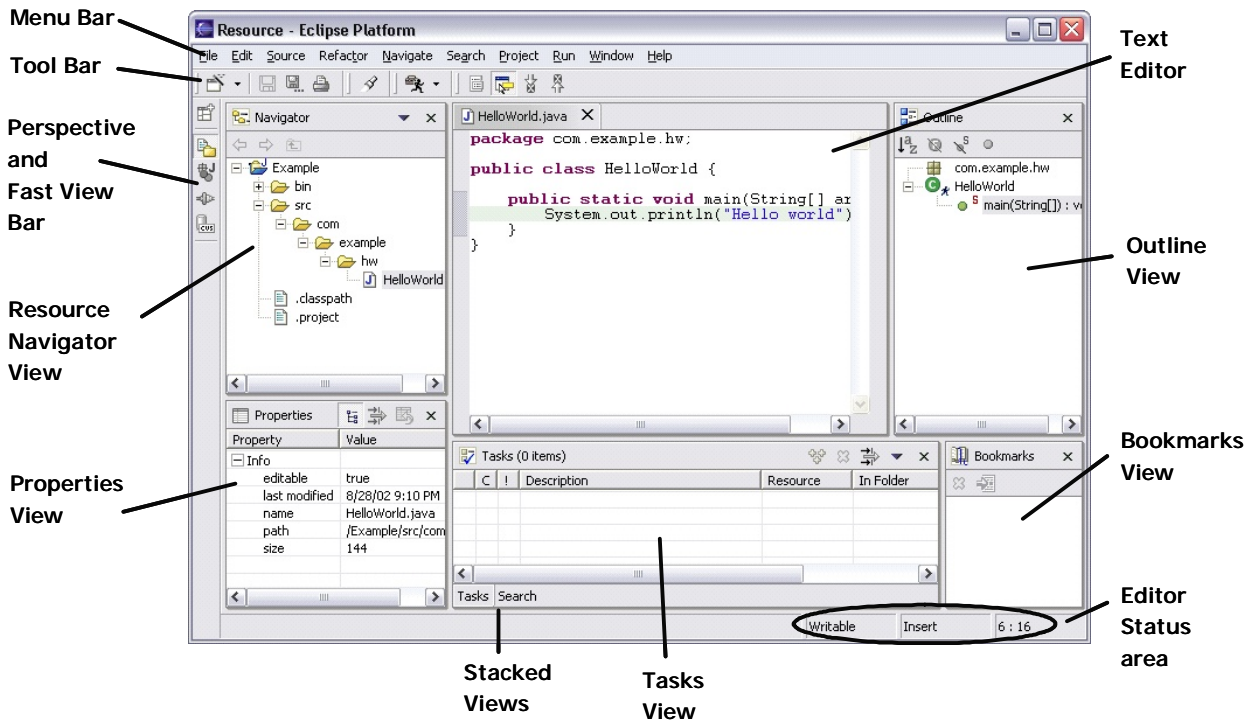 Menu Bar
Tool Bar
Perspective
and
Fast View
Bar
Resource
Navigator
View
Properties
View
Resource - Eclipse Platform
File Edit Source Refactor Navigate Search Project Run Window Help
Navigator
Example
bin
src
com
example
hw
HelloWorld
.classpath
.project
Properties
Property Value
Info
editable true
last modified 8/28/02 9:10 PM
name HelloWorld.java
path /Example/src/com
size 144
HelloWorld.java
package com.example.hw;
public class HelloWorld {
public static void main(String[] ar
System.out.println("Hello world")
}
}
Outline
com.example.hw
HelloWorld
main(String[]) : v
Tasks (0 items)
C ! Description Resource In Folder
Tasks Search
Bookmarks
Writable Insert 6 : 16
Text
Editor
Outline
View
Bookmarks
View
Editor
Status
area
Stacked
Views
Tasks
View